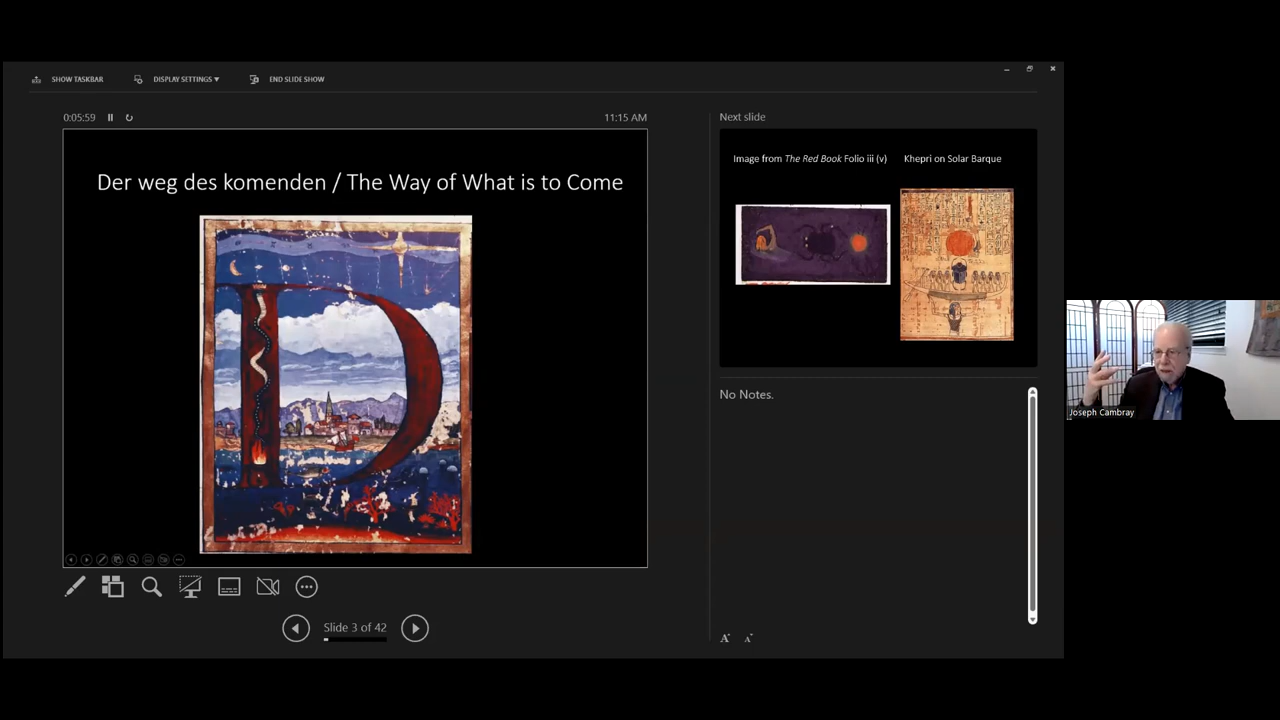 SHOW TASKBAR
DISPLAY SETTINGS ▼
END SLIDE SHOW
0:05:59
11:15 AM
Next slide
Der weg des komenden / The Way of What is to Come
Image from The Red Book Folio iii (v)
Khepri on Solar Barque
No Notes.
Joseph Cambray
Slide 3 of 42
A
A